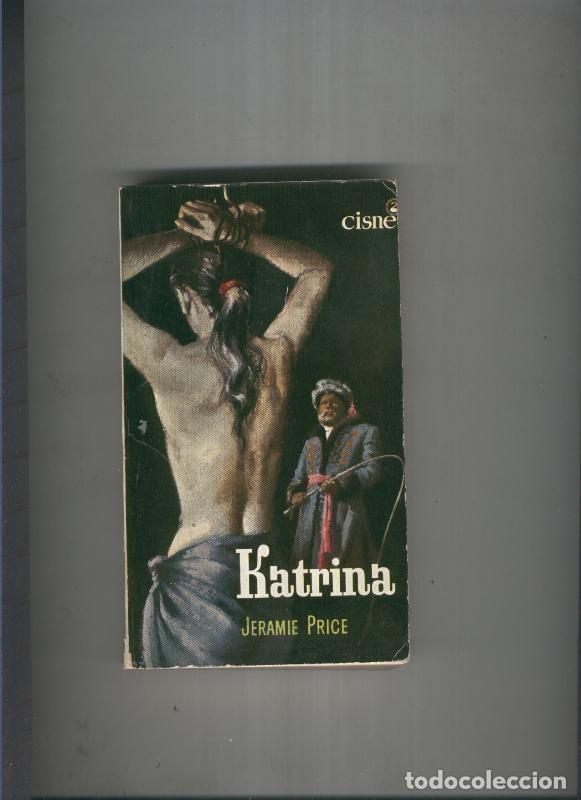 cisne
Katrina
JERAMIE PRICE
todocoleccion